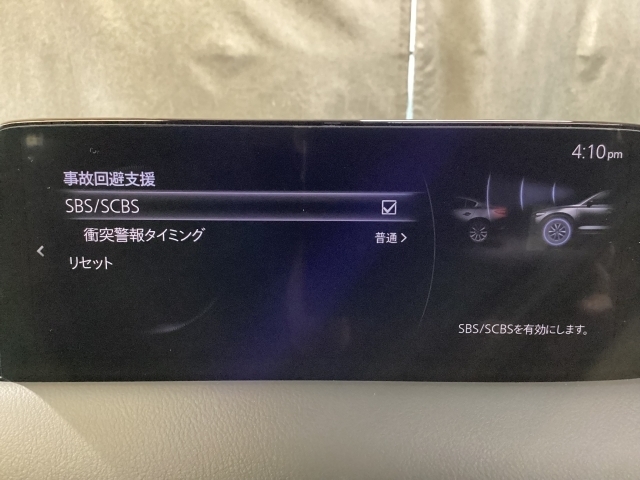 4:10pm
事故回避支援
SBS/SCBS
衝突警報タイミング 普通
リセット
SBS/SCBSを有効にします。